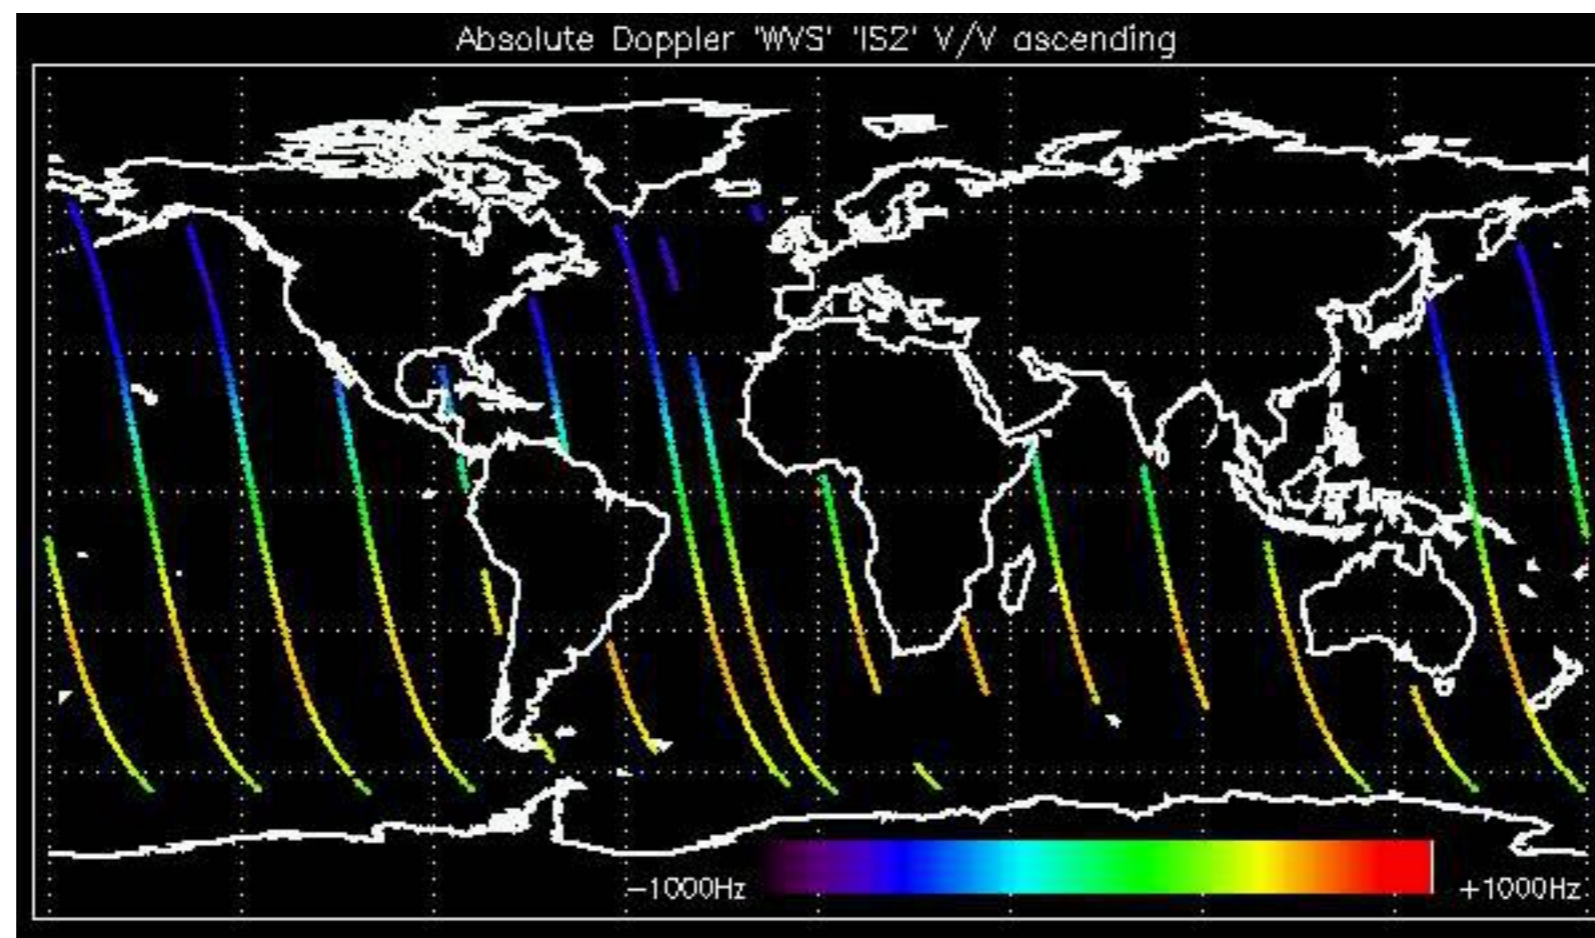 Absolute Doppler 'WVS' 'IS2' V/V ascending
−1000Hz
+1000Hz